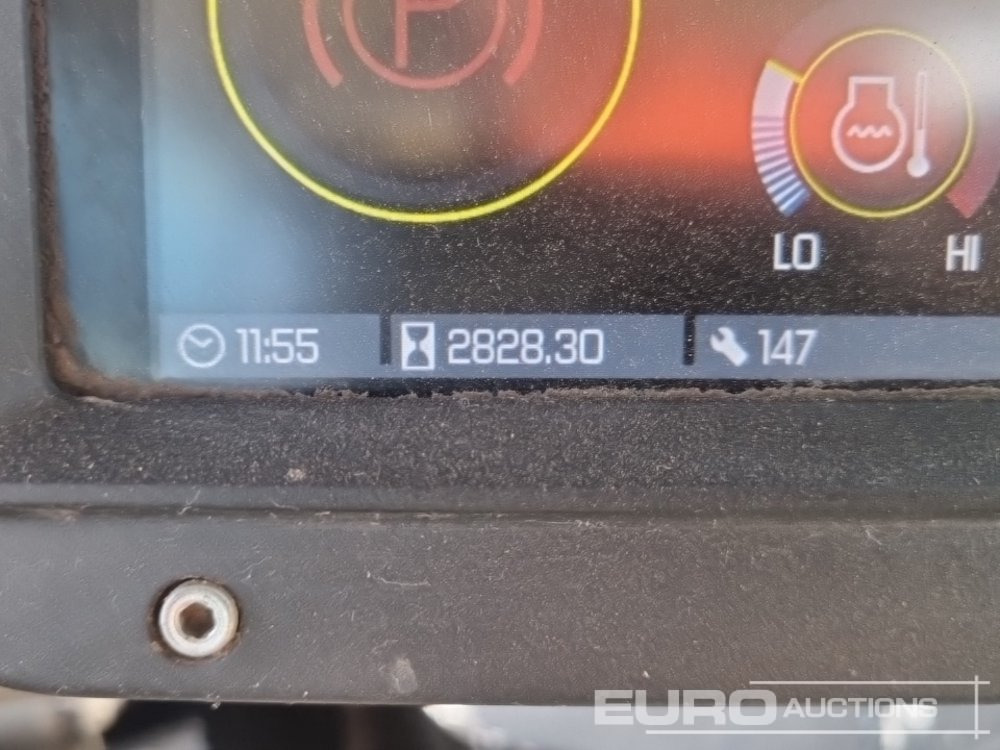 P
LO HI
11:55 2828.30 147
EURO AUCTIONS